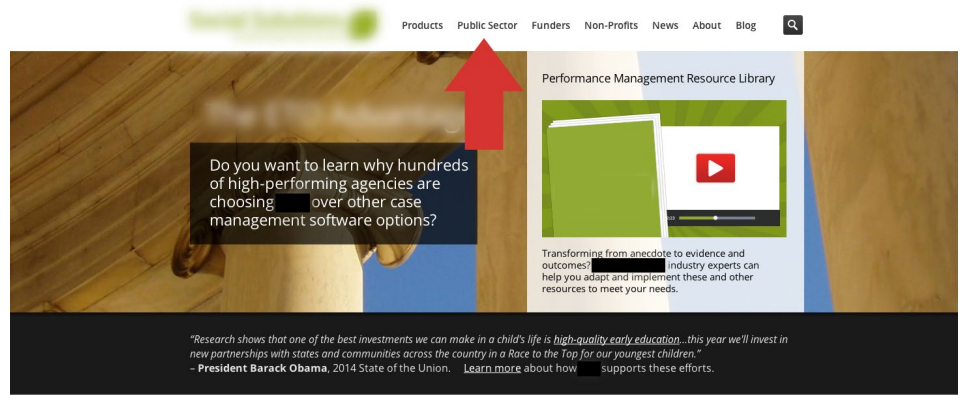 Products Public Sector Funders Non-Profits News About Blog
Performance Management Resource Library
Do you want to learn why hundreds
of high-performing agencies are
choosing over other case
management software options?
Transforming from anecdote to evidence and
outcomes? industry experts can
help you adapt and implement these and other
resources to meet your needs.
“Research shows that one of the best investments we can make in a child's life is high-quality early education...this year we'll invest in
new partnerships with states and communities across the country in a Race to the Top for our youngest children.”
– President Barack Obama, 2014 State of the Union. Learn more about how supports these efforts.